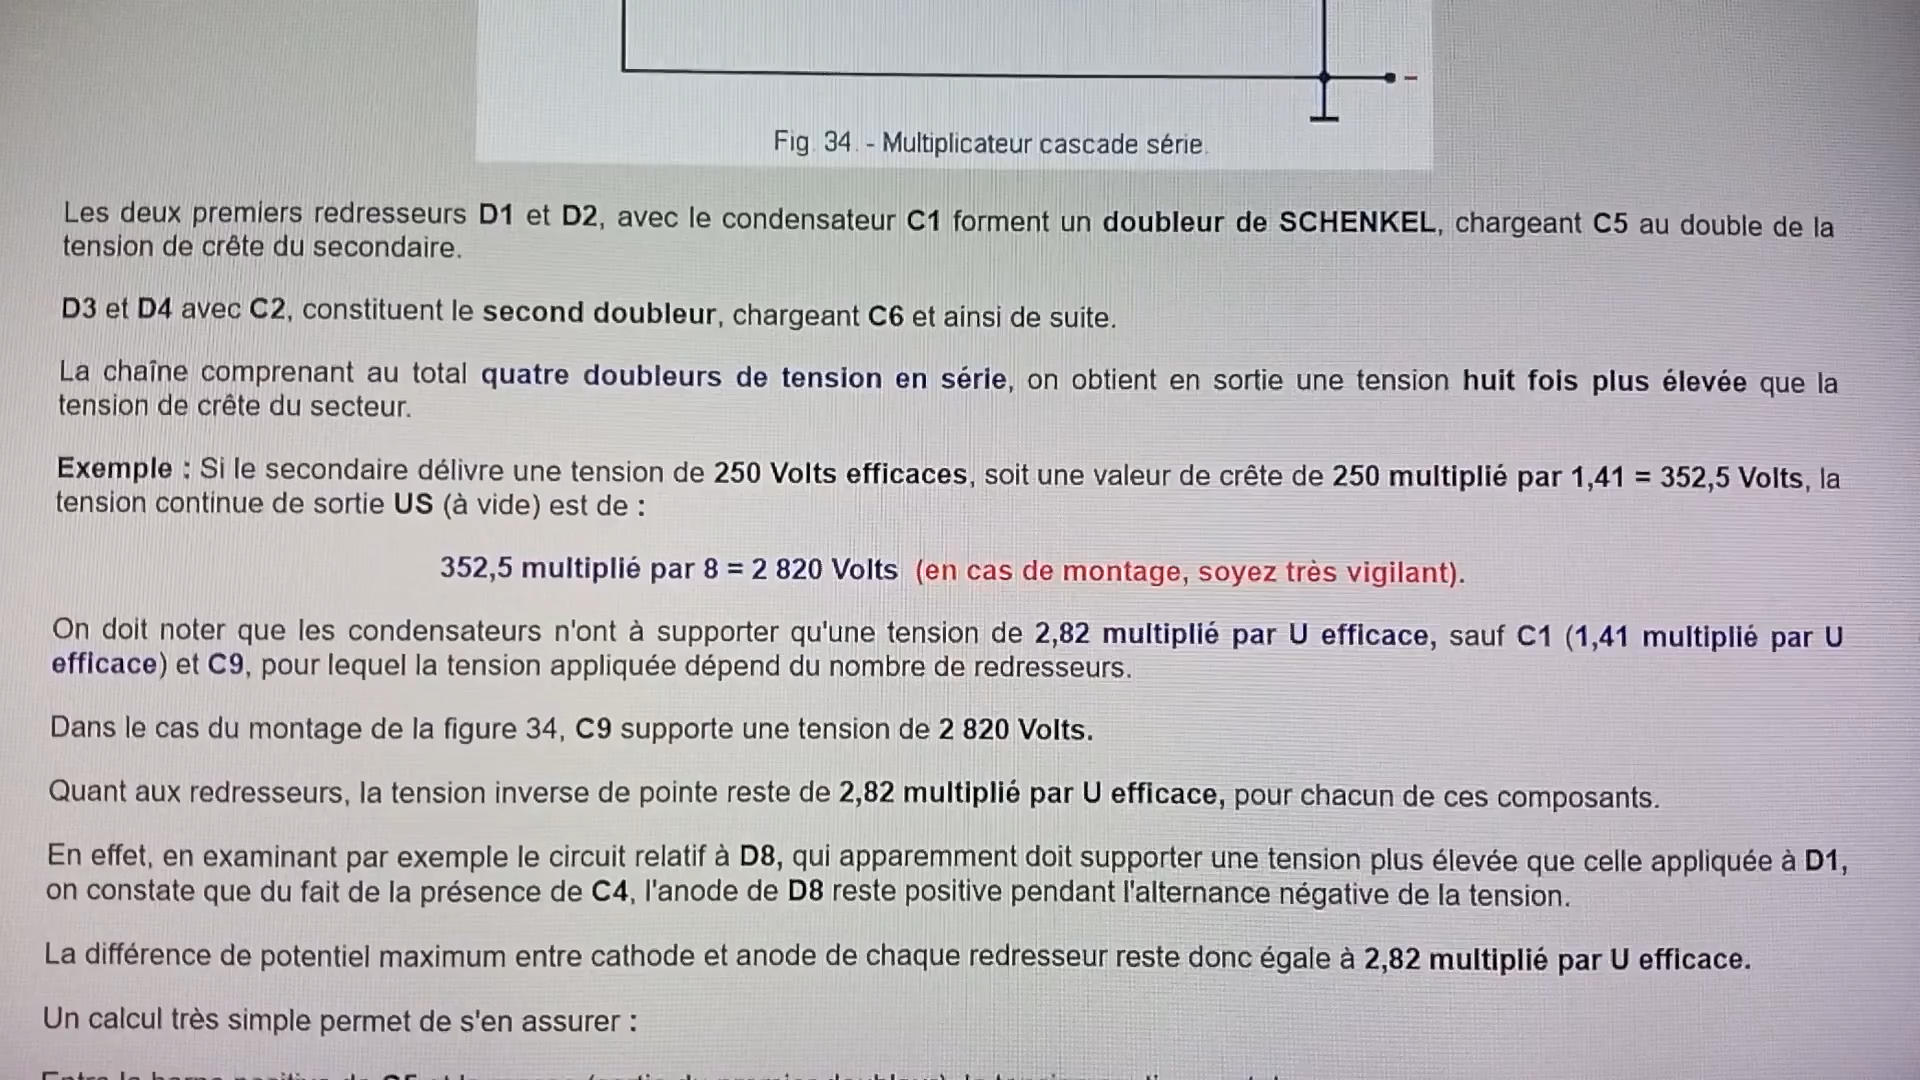 –
Fig. 34. - Multiplicateur cascade série.
Les deux premiers redresseurs D1 et D2, avec le condensateur C1 forment un doubleur de SCHENKEL, chargeant C5 au double de la
tension de crête du secondaire.
D3 et D4 avec C2, constituent le second doubleur, chargeant C6 et ainsi de suite.
La chaîne comprenant au total quatre doubleurs de tension en série, on obtient en sortie une tension huit fois plus élevée que la
tension de crête du secteur.
Exemple : Si le secondaire délivre une tension de 250 Volts efficaces, soit une valeur de crête de 250 multiplié par 1,41 = 352,5 Volts, la
tension continue de sortie US (à vide) est de :
352,5 multiplié par 8 = 2 820 Volts (en cas de montage, soyez très vigilant).
On doit noter que les condensateurs n'ont à supporter qu'une tension de 2,82 multiplié par U efficace, sauf C1 (1,41 multiplié par U
efficace) et C9, pour lequel la tension appliquée dépend du nombre de redresseurs.
Dans le cas du montage de la figure 34, C9 supporte une tension de 2 820 Volts.
Quant aux redresseurs, la tension inverse de pointe reste de 2,82 multiplié par U efficace, pour chacun de ces composants.
En effet, en examinant par exemple le circuit relatif à D8, qui apparemment doit supporter une tension plus élevée que celle appliquée à D1,
on constate que du fait de la présence de C4, l'anode de D8 reste positive pendant l'alternance négative de la tension.
La différence de potentiel maximum entre cathode et anode de chaque redresseur reste donc égale à 2,82 multiplié par U efficace.
Un calcul très simple permet de s'en assurer :